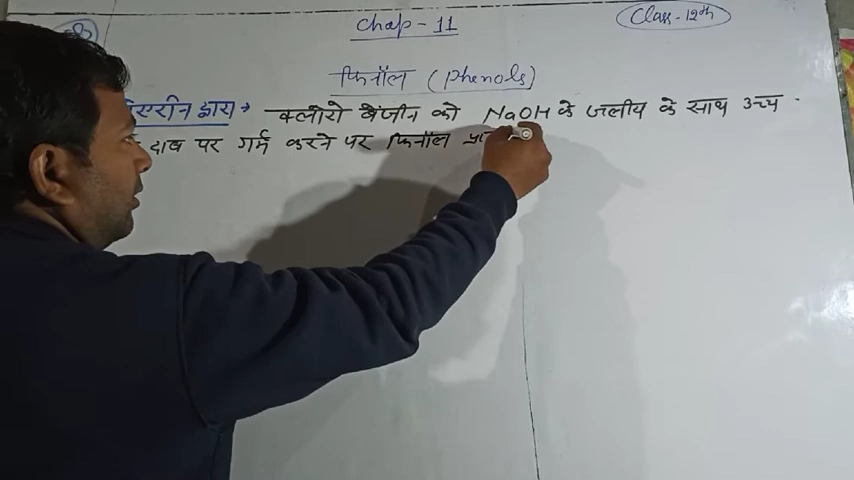 Chap - 11
Class - 12th
फिनॉल (Phenols)
द्वारा → क्लोरो बेंजीन को NaOH के जलीय के साथ उच्च
दाब पर गर्म करने पर फिनॉल